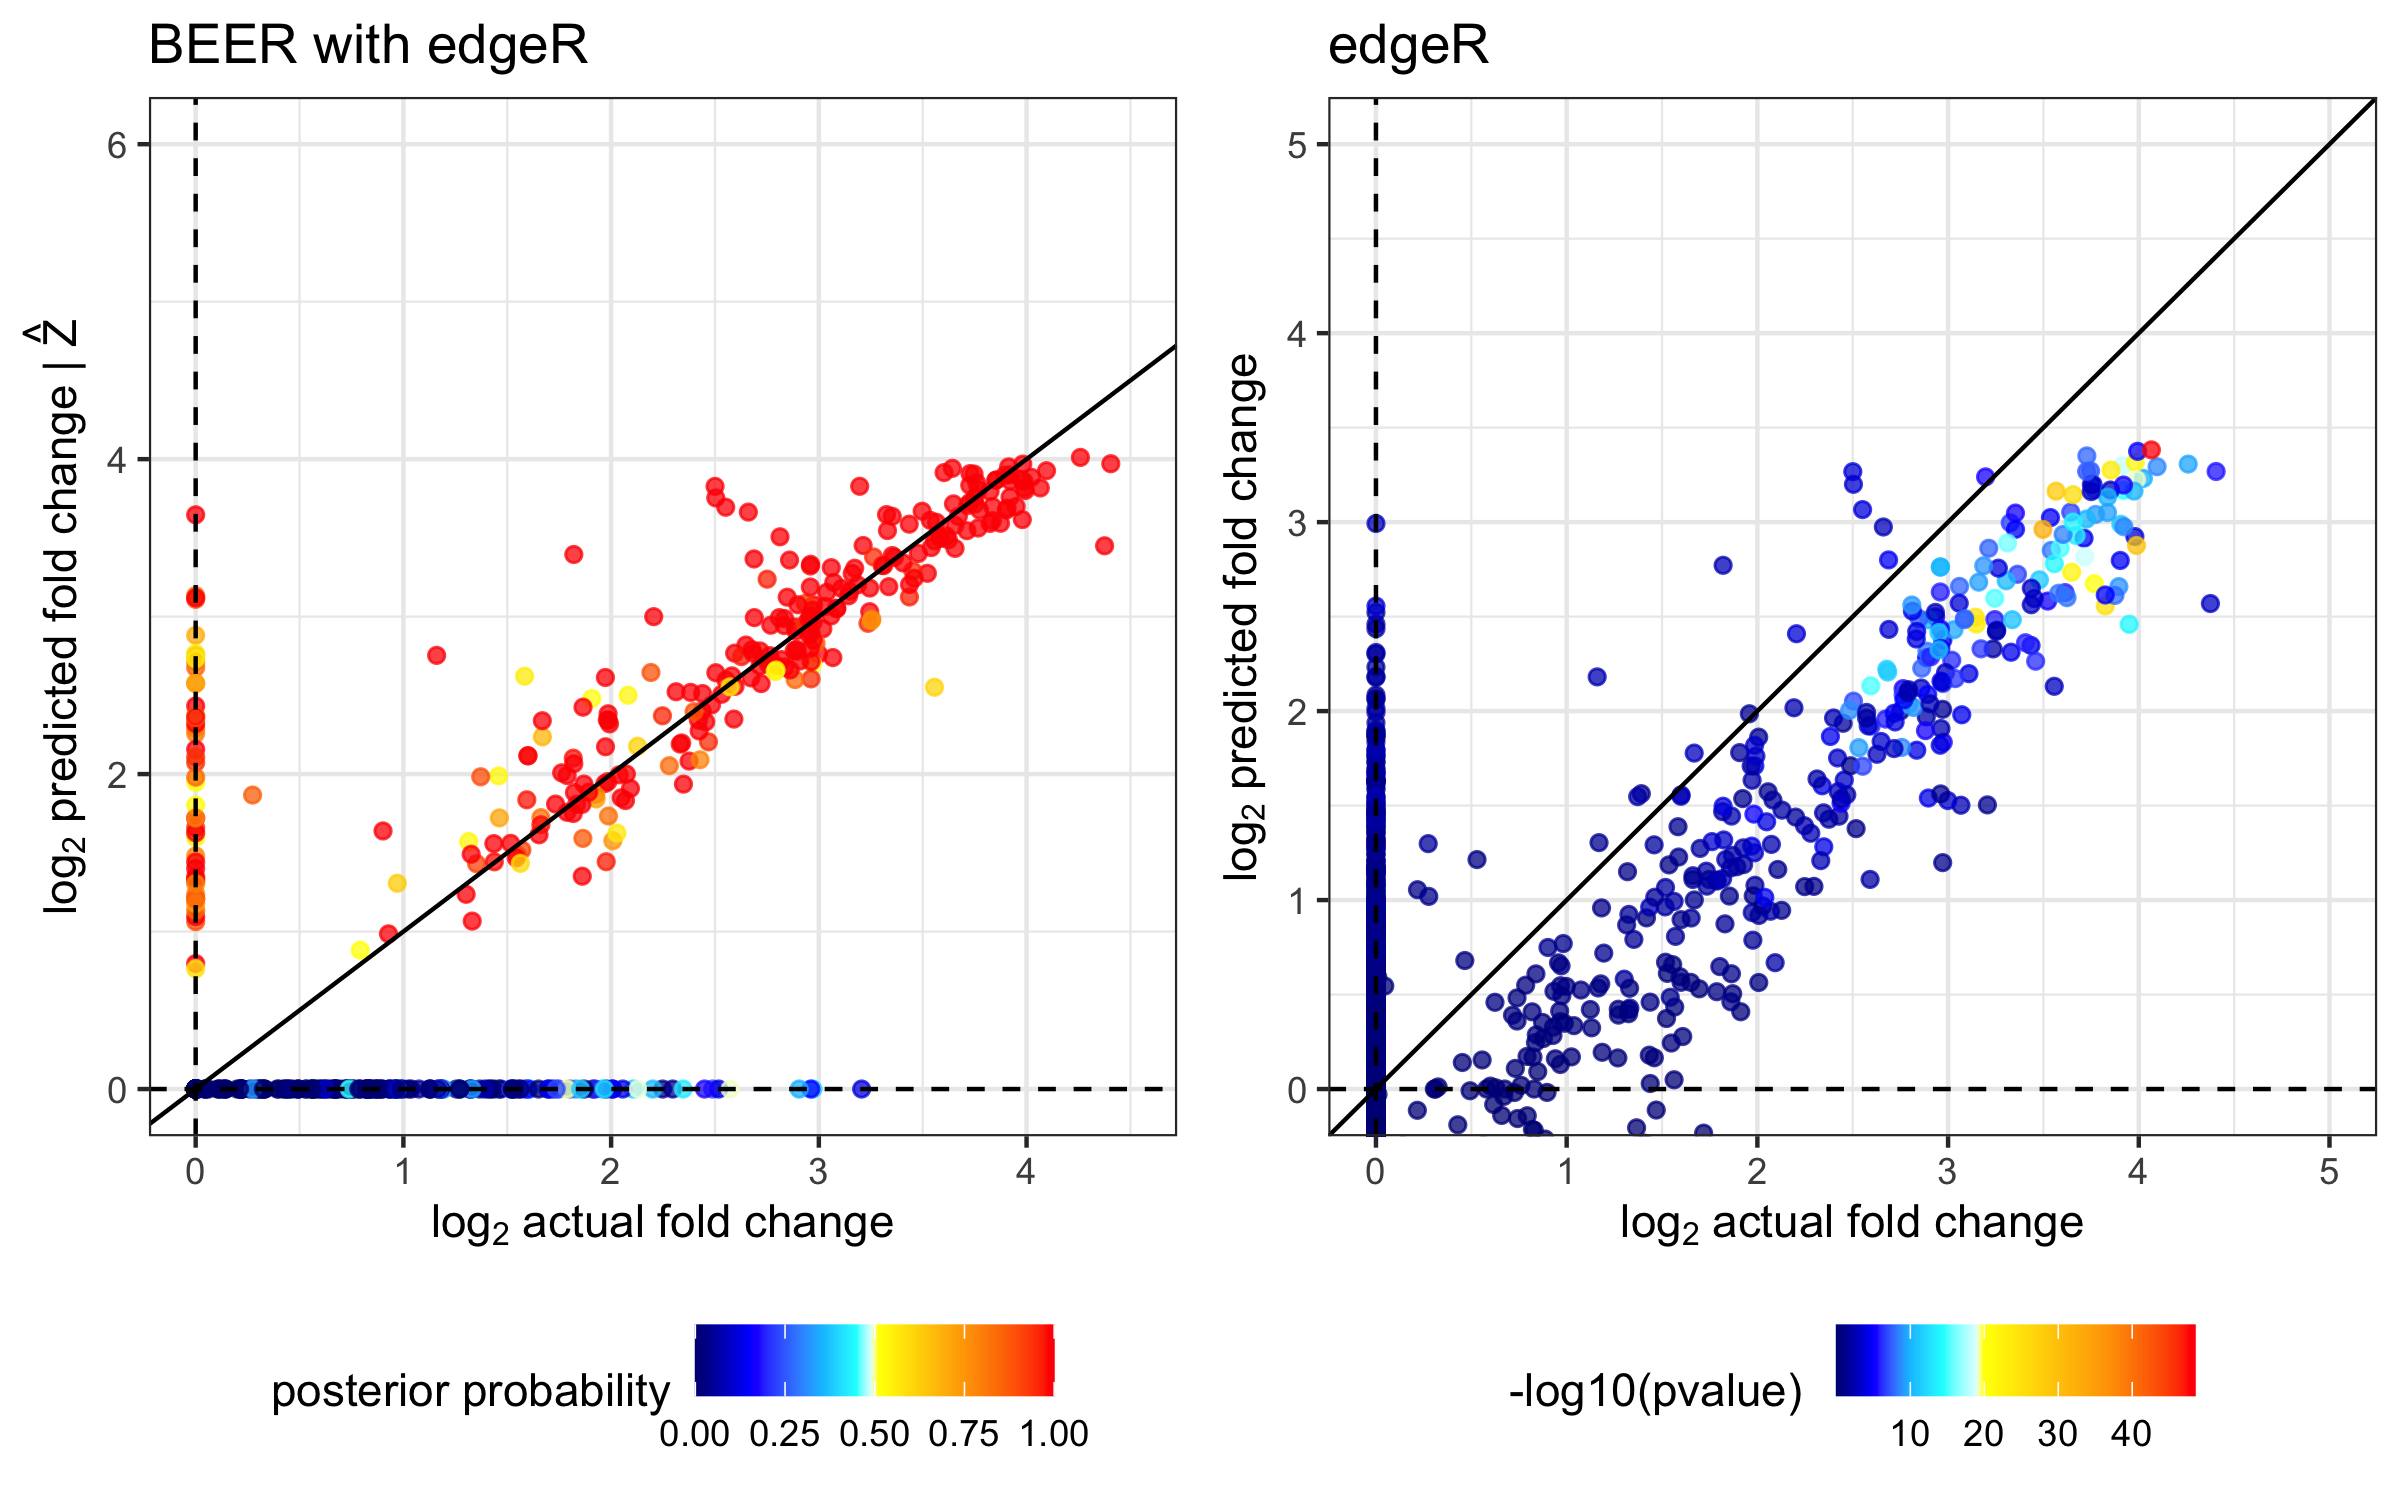 BEER with edgeR
edgeR
log₂ predicted fold change | Ẑ
6
4
2
0
0 1 2 3 4
log₂ actual fold change
log₂ predicted fold change
5
4
3
2
1
0
0 1 2 3 4 5
log₂ actual fold change
posterior probability
0.00 0.25 0.50 0.75 1.00
-log10(pvalue)
10 20 30 40